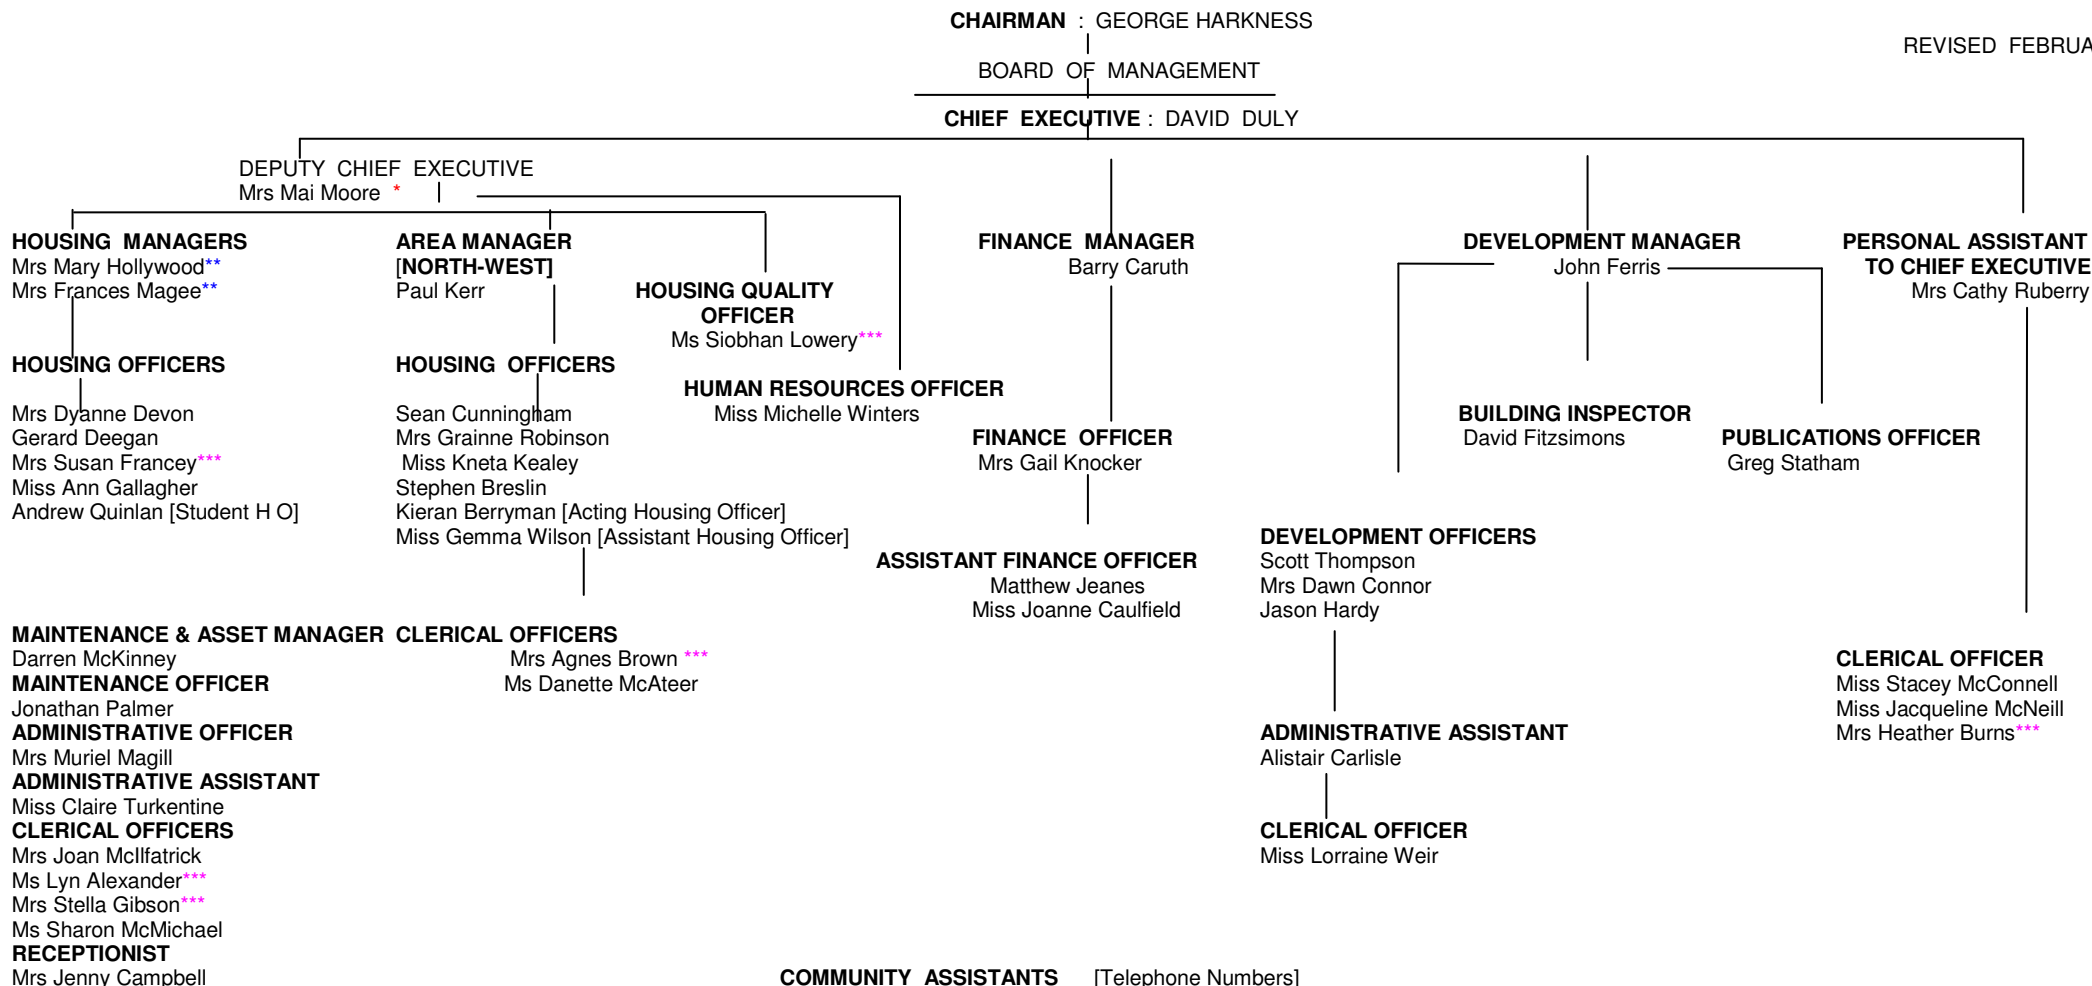 CHAIRMAN : GEORGE HARKNESS
REVISED FEBRUA
BOARD OF MANAGEMENT
CHIEF EXECUTIVE : DAVID DULY
DEPUTY CHIEF EXECUTIVE
Mrs Mai Moore *
HOUSING MANAGERS
Mrs Mary Hollywood**
Mrs Frances Magee**
AREA MANAGER
[NORTH-WEST]
Paul Kerr
HOUSING QUALITY
OFFICER
Ms Siobhan Lowery***
FINANCE MANAGER
Barry Caruth
DEVELOPMENT MANAGER
John Ferris
PERSONAL ASSISTANT
TO CHIEF EXECUTIVE
Mrs Cathy Ruberry
HOUSING OFFICERS
Mrs Dyanne Devon
Gerard Deegan
Mrs Susan Francey***
Miss Ann Gallagher
Andrew Quinlan [Student H O]
HOUSING OFFICERS
Sean Cunningham
Mrs Grainne Robinson
Miss Kneta Kealey
Stephen Breslin
Kieran Berryman [Acting Housing Officer]
Miss Gemma Wilson [Assistant Housing Officer]
HUMAN RESOURCES OFFICER
Miss Michelle Winters
FINANCE OFFICER
Mrs Gail Knocker
BUILDING INSPECTOR
David Fitzsimons
PUBLICATIONS OFFICER
Greg Statham
ASSISTANT FINANCE OFFICER
Matthew Jeanes
Miss Joanne Caulfield
DEVELOPMENT OFFICERS
Scott Thompson
Mrs Dawn Connor
Jason Hardy
MAINTENANCE & ASSET MANAGER
Darren McKinney
MAINTENANCE OFFICER
Jonathan Palmer
ADMINISTRATIVE OFFICER
Mrs Muriel Magill
ADMINISTRATIVE ASSISTANT
Miss Claire Turkentine
CLERICAL OFFICERS
Mrs Joan McIlfatrick
Ms Lyn Alexander***
Mrs Stella Gibson***
Ms Sharon McMichael
RECEPTIONIST
Mrs Jenny Campbell
CLERICAL OFFICERS
Mrs Agnes Brown ***
Ms Danette McAteer
ADMINISTRATIVE ASSISTANT
Alistair Carlisle
CLERICAL OFFICER
Miss Lorraine Weir
CLERICAL OFFICER
Miss Stacey McConnell
Miss Jacqueline McNeill
Mrs Heather Burns***
COMMUNITY ASSISTANTS [Telephone Numbers]